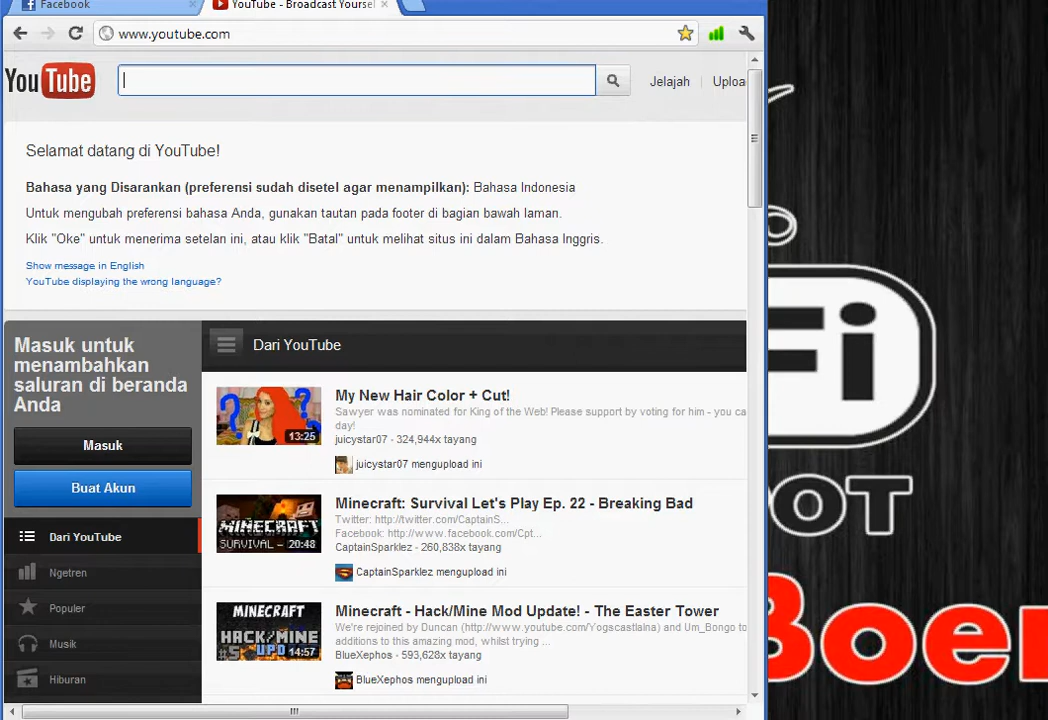 Facebook
YouTube - Broadcast Yoursel
www.youtube.com
YouTube
Jelajah
Uploa
Selamat datang di YouTube!
Bahasa yang Disarankan (preferensi sudah disetel agar menampilkan): Bahasa Indonesia
Untuk mengubah preferensi bahasa Anda, gunakan tautan pada footer di bagian bawah laman.
Klik "Oke" untuk menerima setelan ini, atau klik "Batal" untuk melihat situs ini dalam Bahasa Inggris.
Show message in English
YouTube displaying the wrong language?
Masuk untuk
menambahkan
saluran di beranda
Anda
Masuk
Buat Akun
Dari YouTube
Ngetren
Populer
Musik
Hiburan
Dari YouTube
13:25
My New Hair Color + Cut!
Sawyer was nominated for King of the Web! Please support by voting for him - you ca
day!
juicystar07 - 324,944x tayang
juicystar07 mengupload ini
MINECRAFT
SURVIVAL
20:48
Minecraft: Survival Let's Play Ep. 22 - Breaking Bad
Twitter: http://twitter.com/CaptainS...
Facebook: http://www.facebook.com/Cpt...
CaptainSparklez - 260,838x tayang
CaptainSparklez mengupload ini
MINECRAFT
HACK/MINE
#5 UPD
14:57
Minecraft - Hack/Mine Mod Update! - The Easter Tower
We're rejoined by Duncan (http://www.youtube.com/Yogscastlalna) and Um_Bongo to
additions to this amazing mod, whilst trying ...
BlueXephos - 593,628x tayang
BlueXephos mengupload ini
Fi
OT
Boer